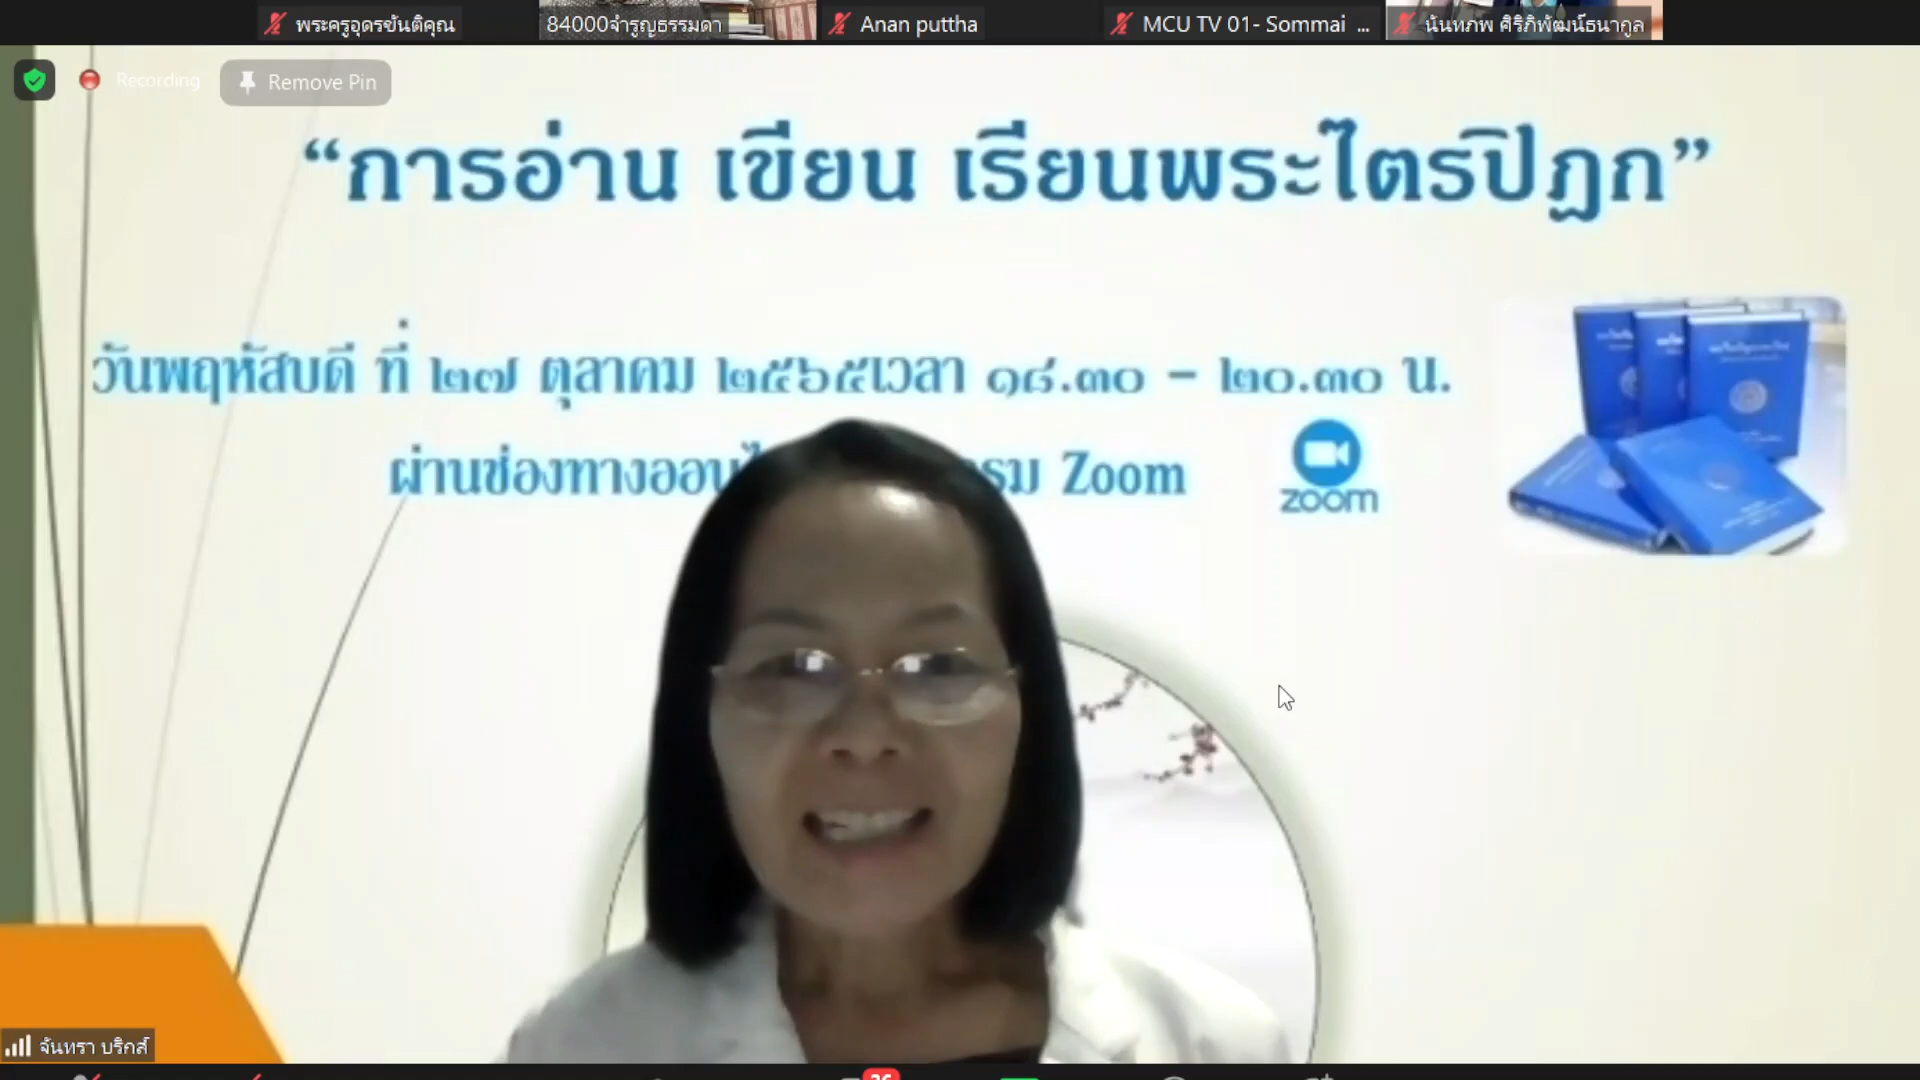 พระครูอุดรขันติคุณ
84000จำรูญธรรมดา
Anan puttha
MCU TV 01- Sommai ...
นันทภพ ศิริภิพัฒน์ธนากูล
Recording
Remove Pin
“การอ่าน เขียน เรียนพระไตรปิฎก”
วันพฤหัสบดี ที่ ๒๗ ตุลาคม ๒๕๖๕เวลา ๑๘.๓๐ – ๒๐.๓๐ น.
ผ่านช่องทางออน รม Zoom
zoom
จันทรา บริกส์